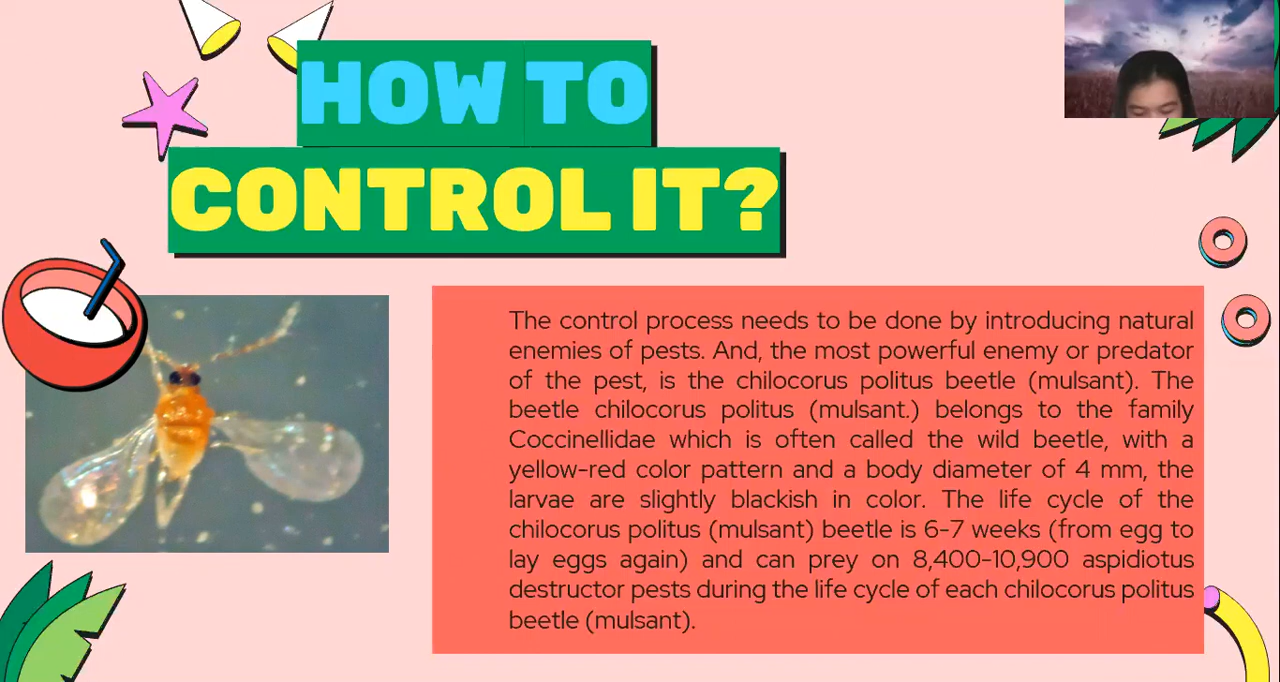 HOW TO
CONTROL IT?
The control process needs to be done by introducing natural
enemies of pests. And, the most powerful enemy or predator
of the pest, is the chilocorus politus beetle (mulsant). The
beetle chilocorus politus (mulsant.) belongs to the family
Coccinellidae which is often called the wild beetle, with a
yellow-red color pattern and a body diameter of 4 mm, the
larvae are slightly blackish in color. The life cycle of the
chilocorus politus (mulsant) beetle is 6-7 weeks (from egg to
lay eggs again) and can prey on 8,400-10,900 aspidiotus
destructor pests during the life cycle of each chilocorus politus
beetle (mulsant).